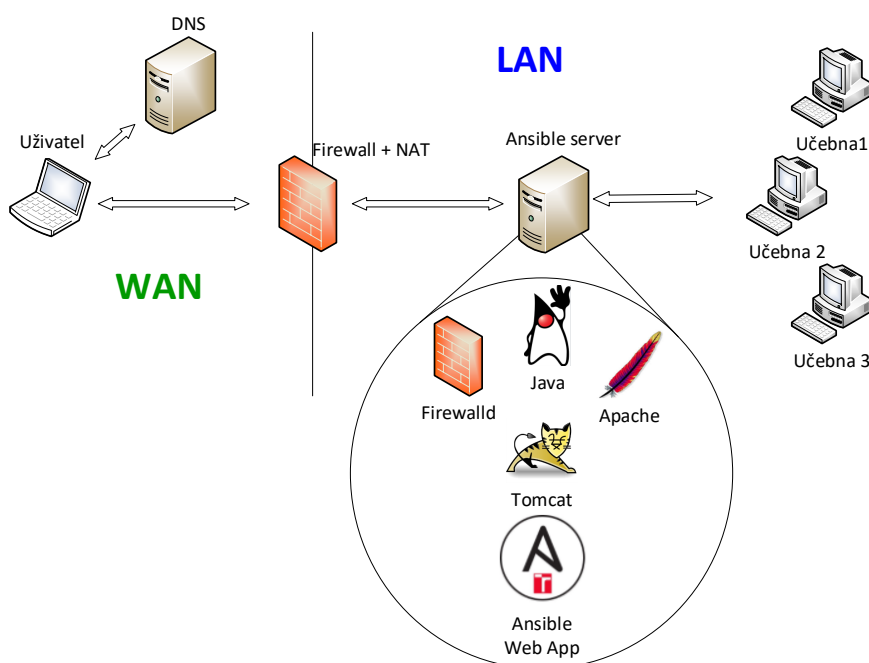 DNS
LAN
Uživatel
Firewall + NAT
Ansible server
Učebna1
Učebna 2
WAN
Učebna 3
Java
Firewalld
Apache
Tomcat
Ansible
Web App